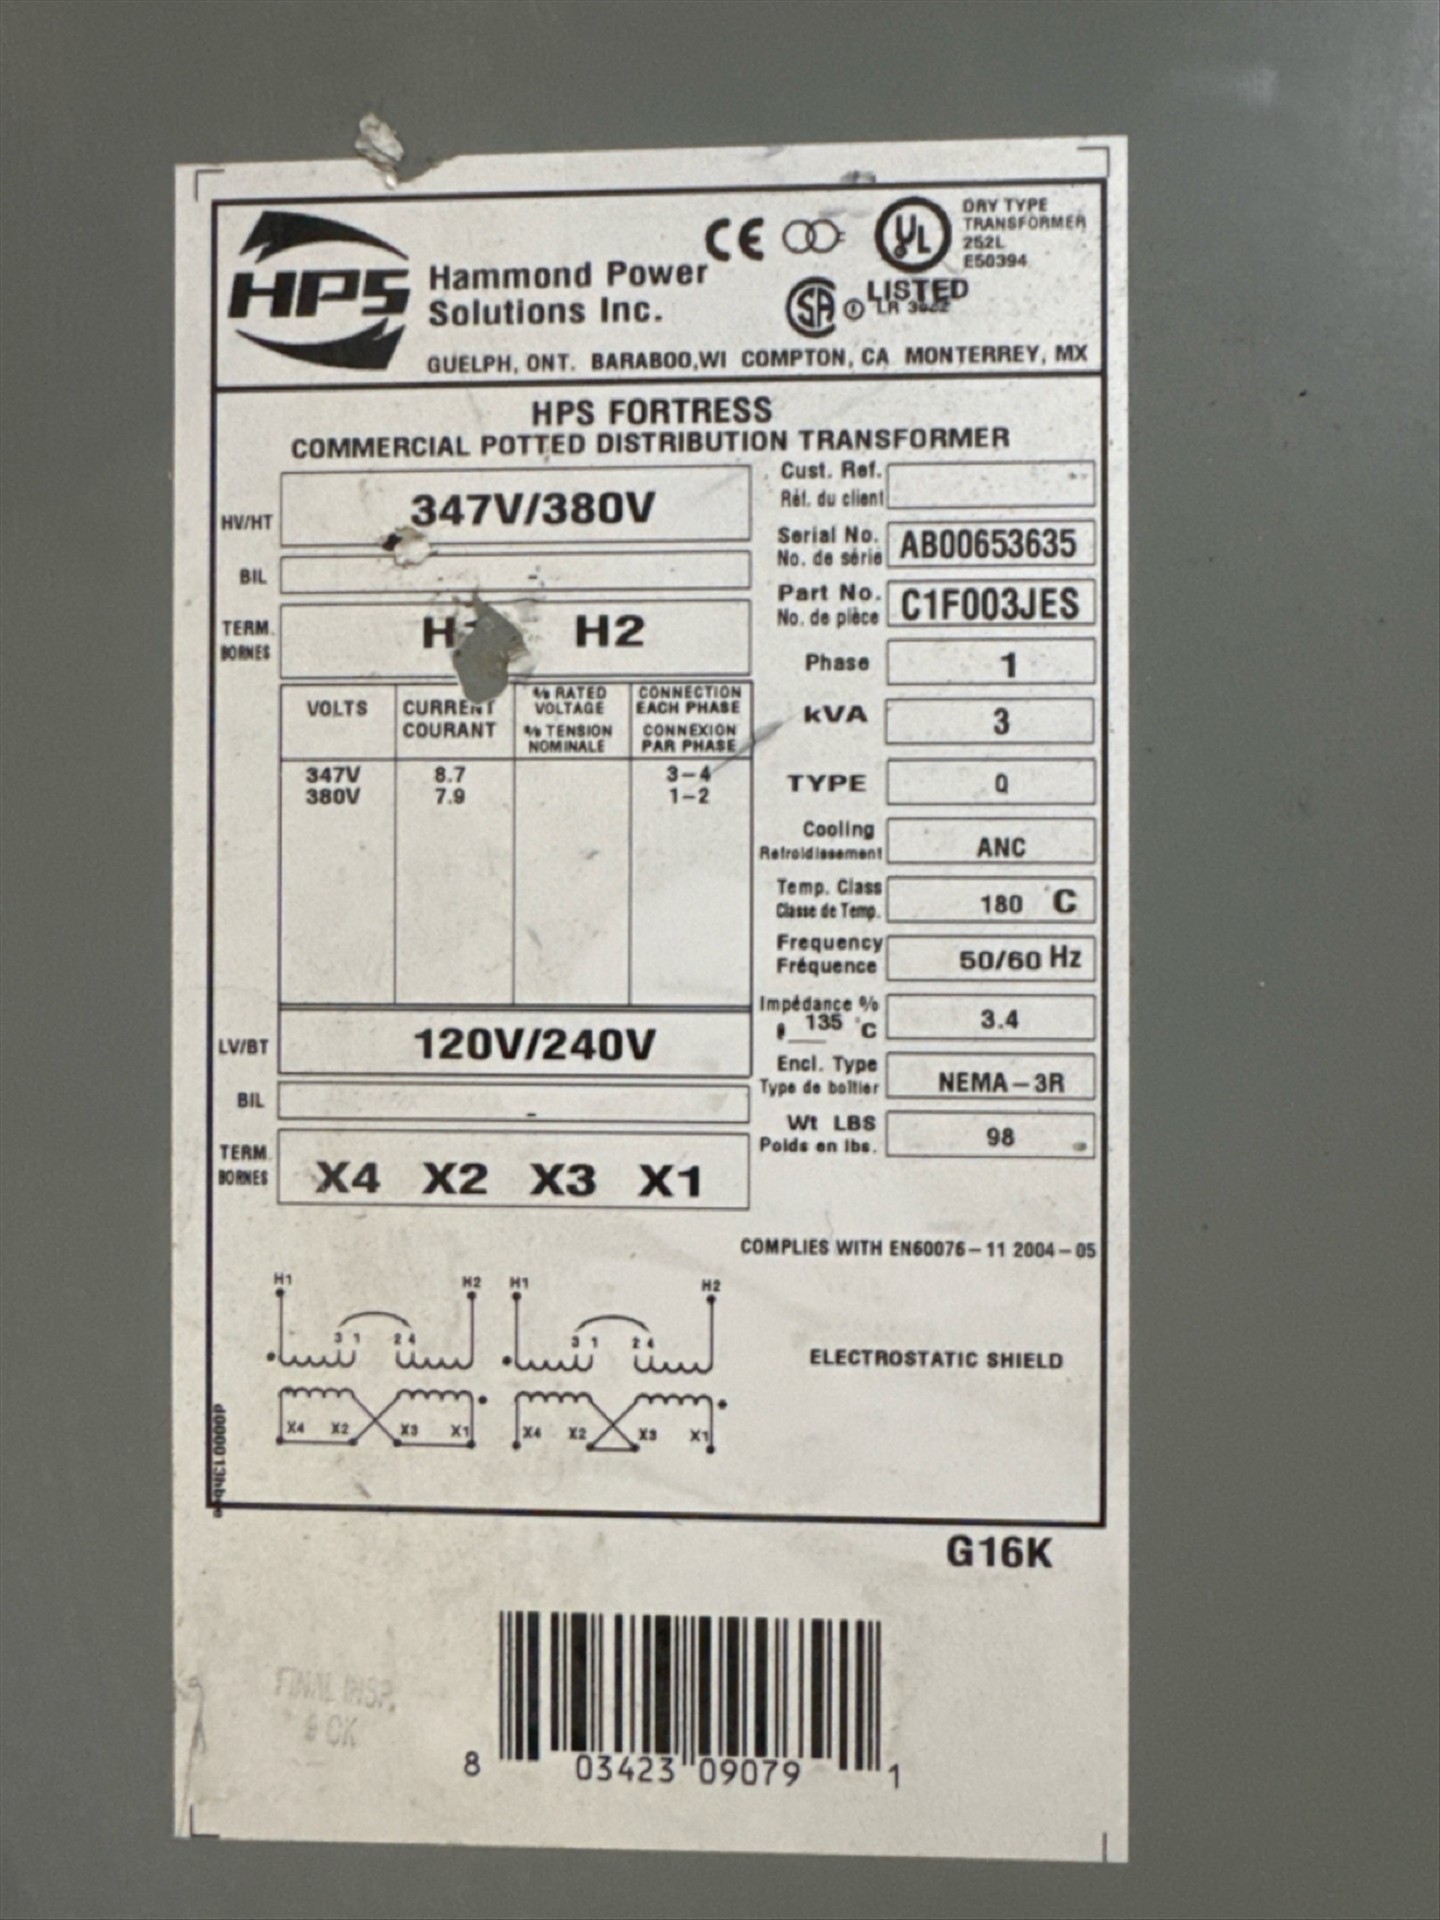 HPS
Hammond Power
Solutions Inc.
CE
UL
DRY TYPE
TRANSFORMER
252L
E50394
SA
LISTED
LR
GUELPH, ONT. BARABOO,WI COMPTON, CA MONTERREY, MX
HPS FORTRESS
COMMERCIAL POTTED DISTRIBUTION TRANSFORMER
HV/HT 347V/380V
BIL -
TERM. BORNES H2
VOLTS
CURRENT
COURANT
% RATED
VOLTAGE
% TENSION
NOMINALE
CONNECTION
EACH PHASE
CONNEXION
PAR PHASE
347V 8.7 3-4
380V 7.9 1-2
LV/BT 120V/240V
BIL -
TERM. BORNES X4 X2 X3 X1
Cust. Ref.
Réf. du client
Serial No.
No. de série AB00653635
Part No.
No. de pièce C1F003JES
Phase 1
kVA 3
TYPE Q
Cooling
Refroidissement ANC
Temp. Class
Classe de Temp. 180 °C
Frequency
Fréquence 50/60 Hz
Impédance %
135 °C 3.4
Encl. Type
Type de boîtier NEMA-3R
Wt LBS
Poids en lbs. 98
COMPLIES WITH EN60076-11 2004-05
H1 H2 H1 H2
3 1 2 4 3 1 2 4
X4 X2 X3 X1 X4 X2 X3 X1
ELECTROSTATIC SHIELD
G16K
FINAL INSP.
OK
8 03423 09079 1